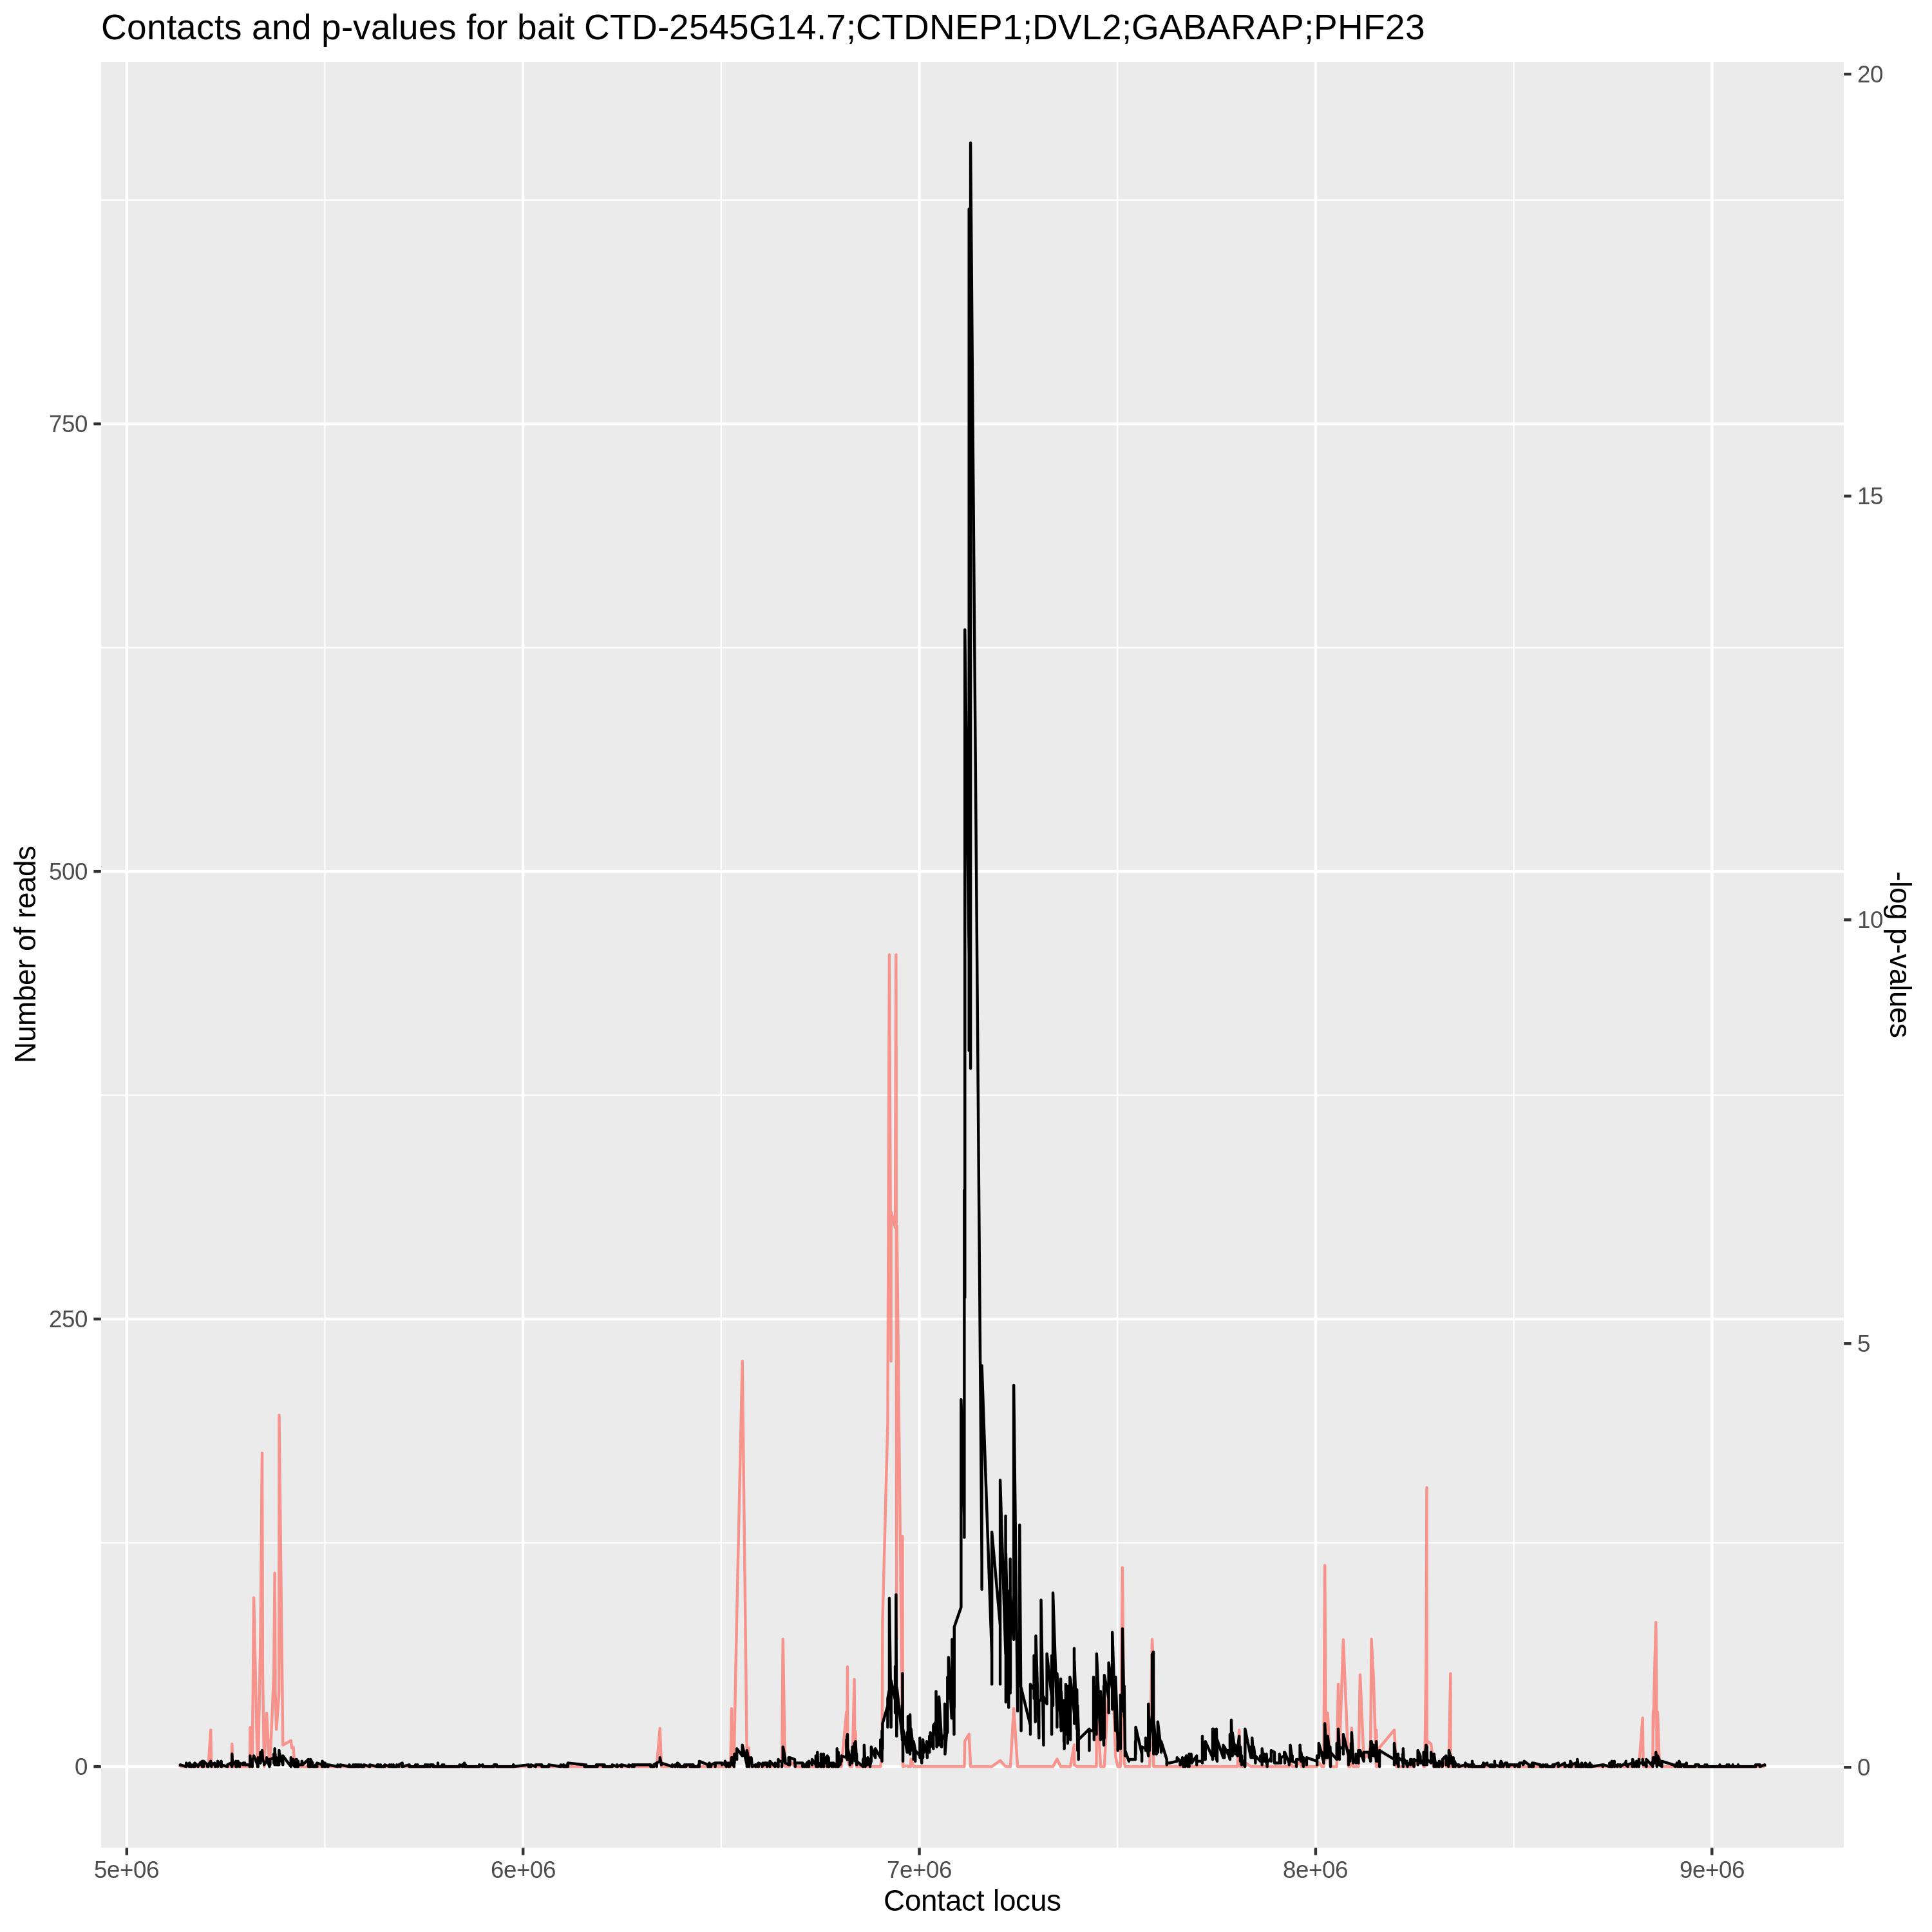 Contacts and p-values for bait CTD-2545G14.7;CTDNEP1;DVL2;GABARAP;PHF23
20
15
10
5
0
-log p-values
750
500
250
0
Number of reads
5e+06
6e+06
7e+06
8e+06
9e+06
Contact locus